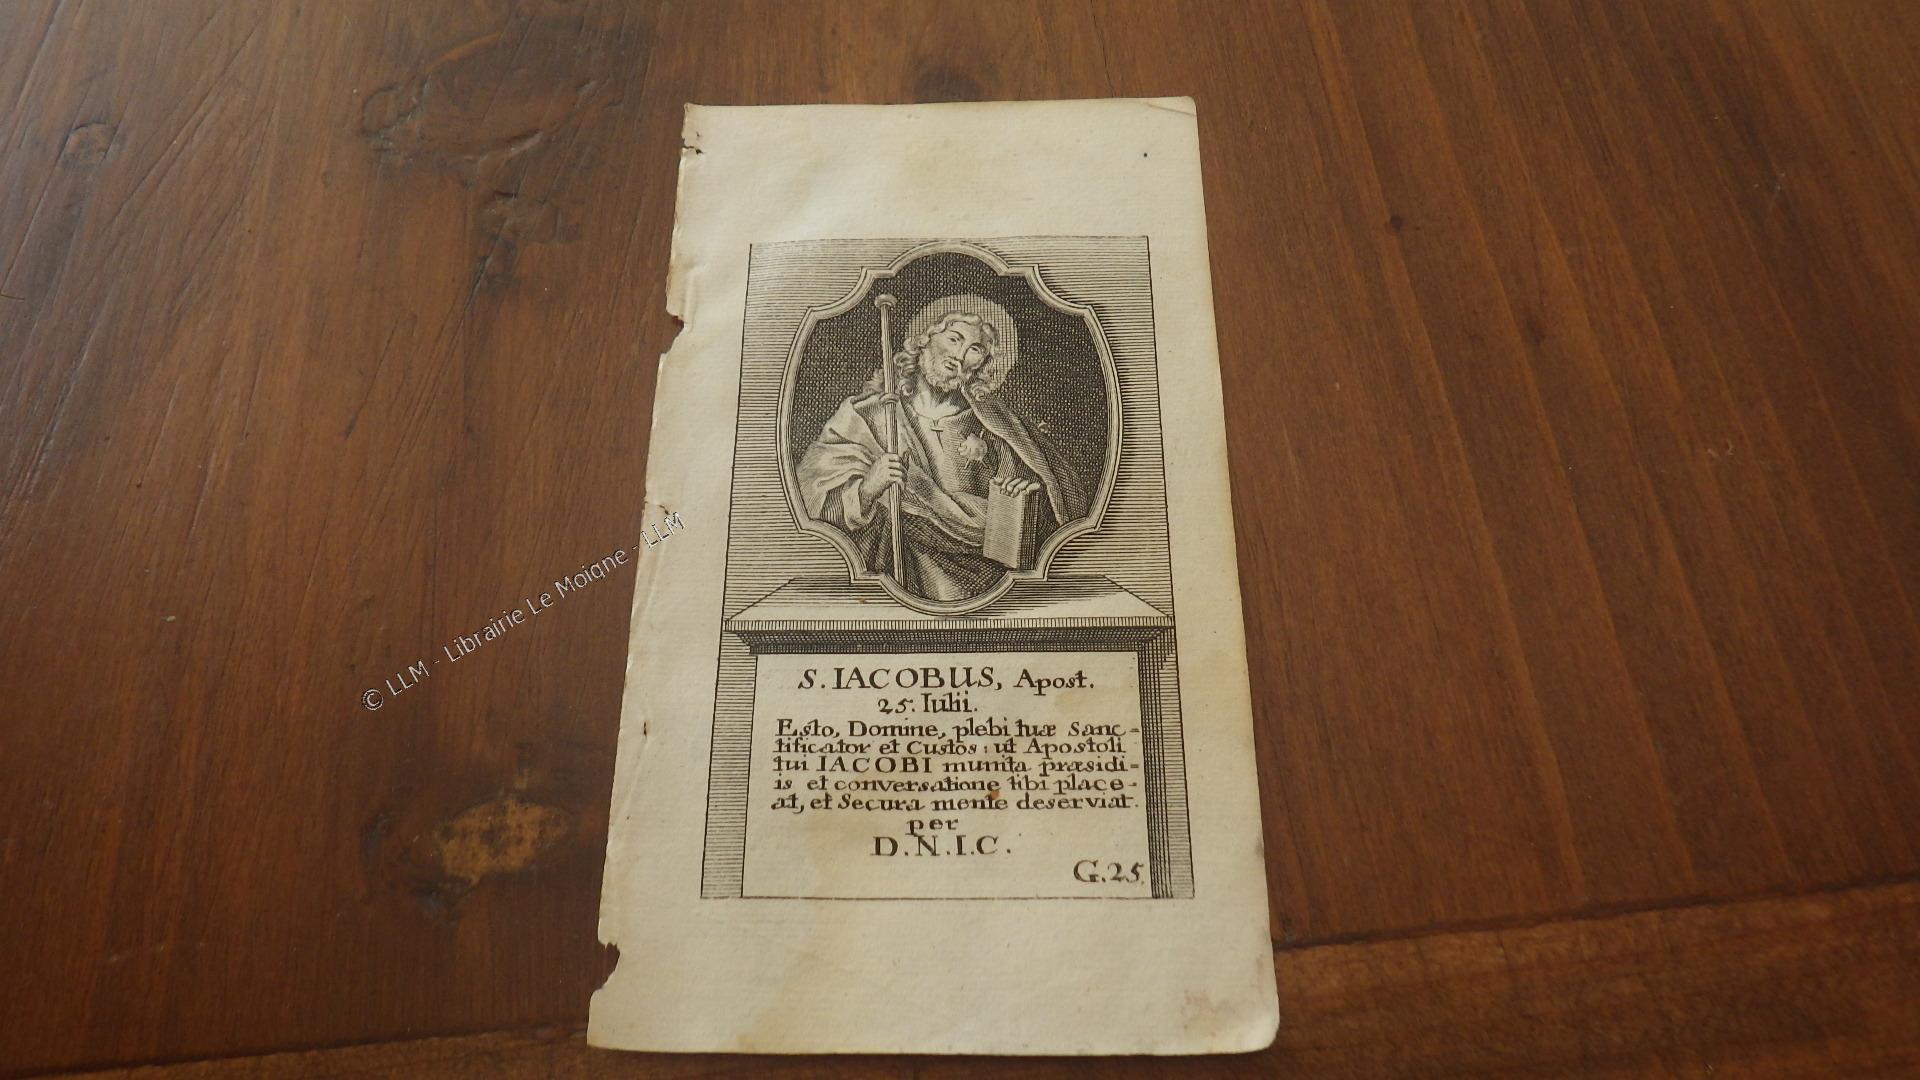 S. IACOBUS, Apost.
25. Iulii.
Esto, Domine, plebi tuæ Sanc=
tificator et Custos: ut Apostoli
tui IACOBI munita præsidi=
is et conversatione tibi place=
at, et Secura mente deserviat.
per
D.N.I.C.
G.25.
© LLM - Librairie Le Moigne - LLM